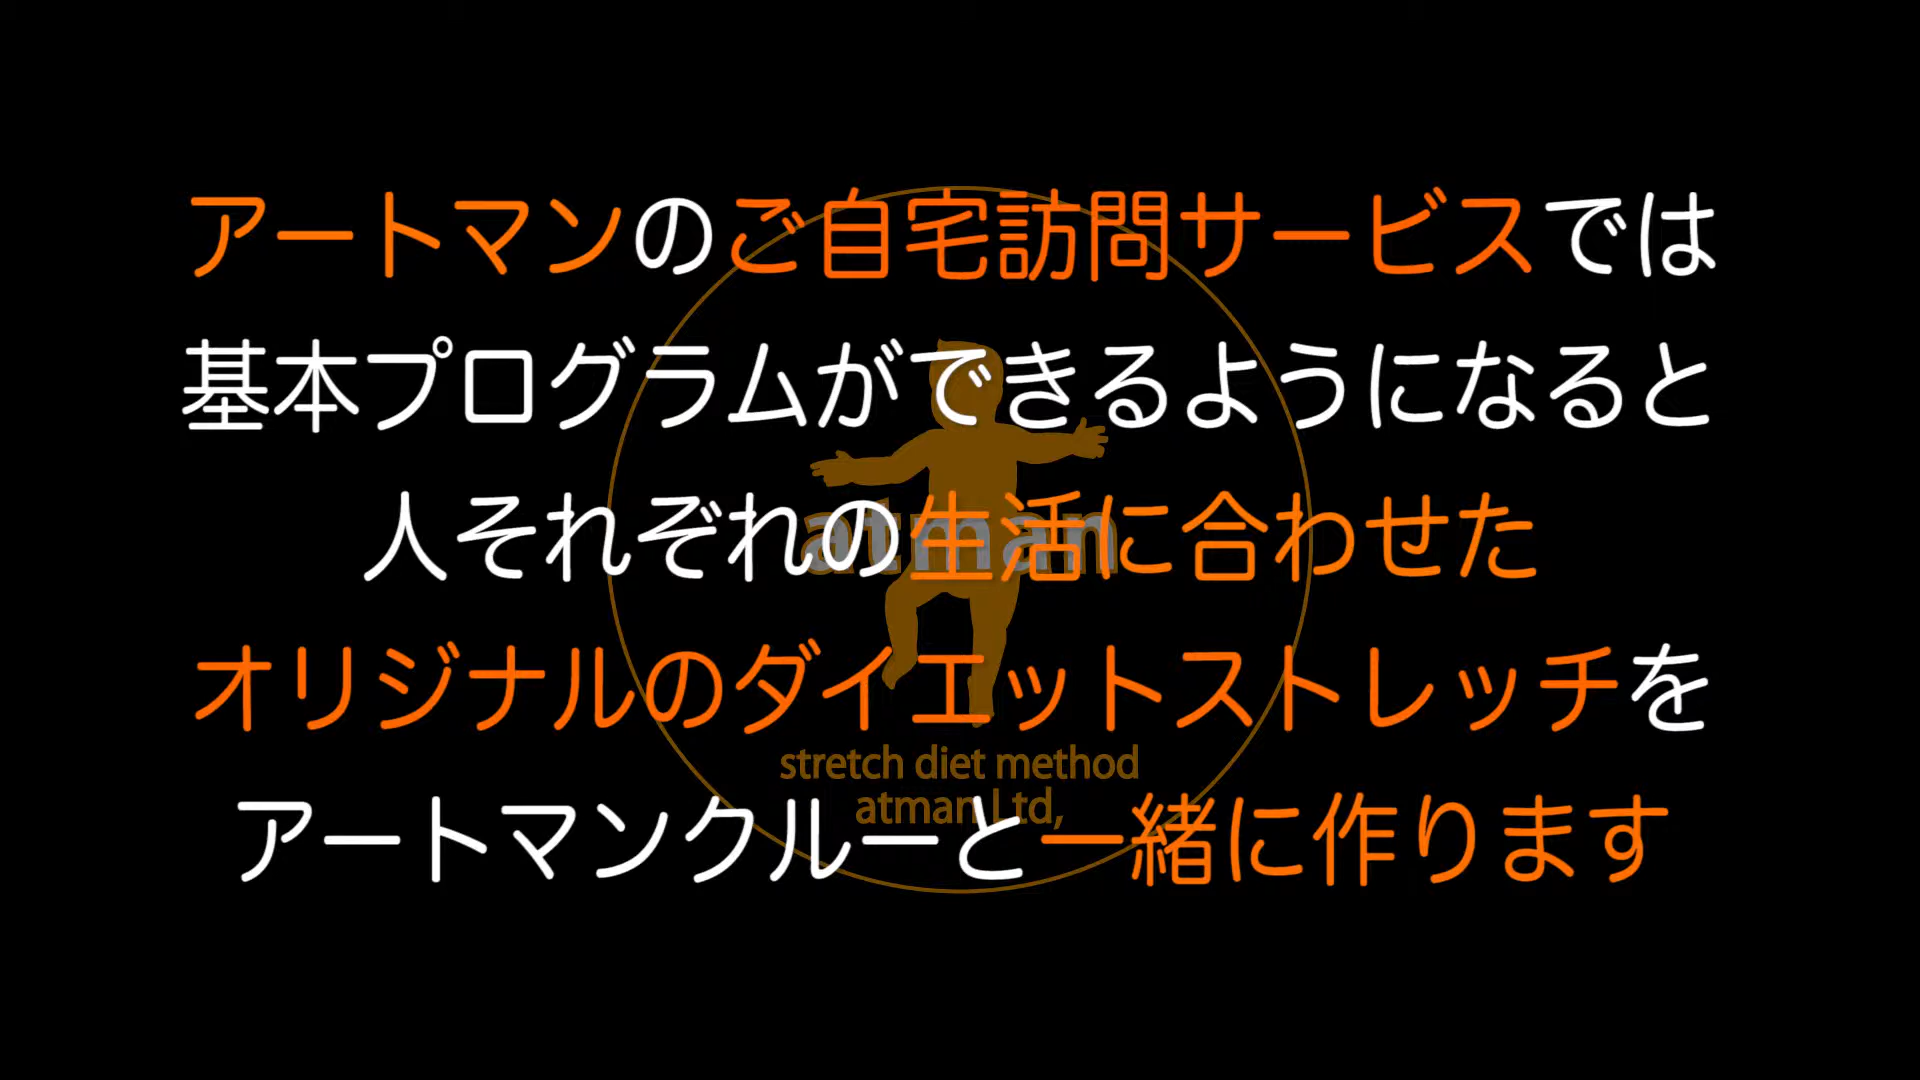 アートマンのご自宅訪問サービスでは
基本プログラムができるようになると
人それぞれの生活に合わせた
atman
オリジナルのダイエットストレッチを
stretch diet method
atman Ltd,
アートマンクルーと一緒に作ります